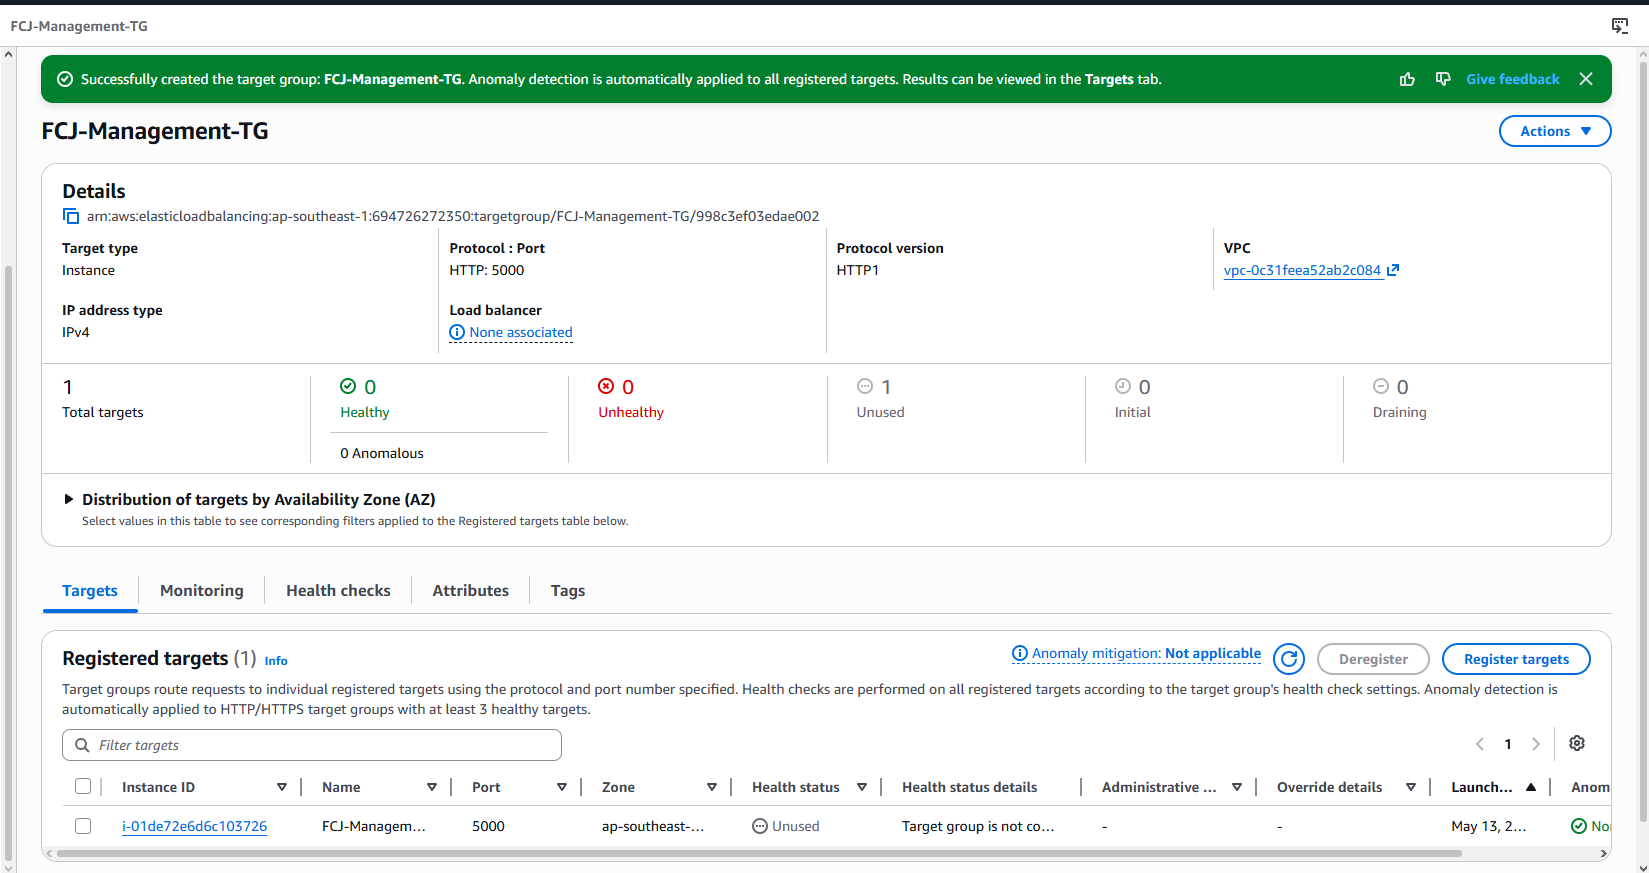 FCJ-Management-TG
Successfully created the target group: FCJ-Management-TG. Anomaly detection is automatically applied to all registered targets. Results can be viewed in the Targets tab.
Give feedback
FCJ-Management-TG
Actions
Details
arn:aws:elasticloadbalancing:ap-southeast-1:694726272350:targetgroup/FCJ-Management-TG/998c3ef03edae002
Target type
Instance
Protocol : Port
HTTP: 5000
Protocol version
HTTP1
VPC
vpc-0c31feea52ab2c084
IP address type
IPv4
Load balancer
None associated
1
Total targets
0
Healthy
0 Anomalous
0
Unhealthy
1
Unused
0
Initial
0
Draining
Distribution of targets by Availability Zone (AZ)
Select values in this table to see corresponding filters applied to the Registered targets table below.
Targets
Monitoring
Health checks
Attributes
Tags
Registered targets (1) Info
Anomaly mitigation: Not applicable
Deregister
Register targets
Target groups route requests to individual registered targets using the protocol and port number specified. Health checks are performed on all registered targets according to the target group's health check settings. Anomaly detection is
automatically applied to HTTP/HTTPS target groups with at least 3 healthy targets.
Filter targets
1
Instance ID Name Port Zone Health status Health status details Administrative ... Override details Launch... Anom
i-01de72e6d6c103726 FCJ-Managem... 5000 ap-southeast-... Unused Target group is not co... - - May 13, 2... No